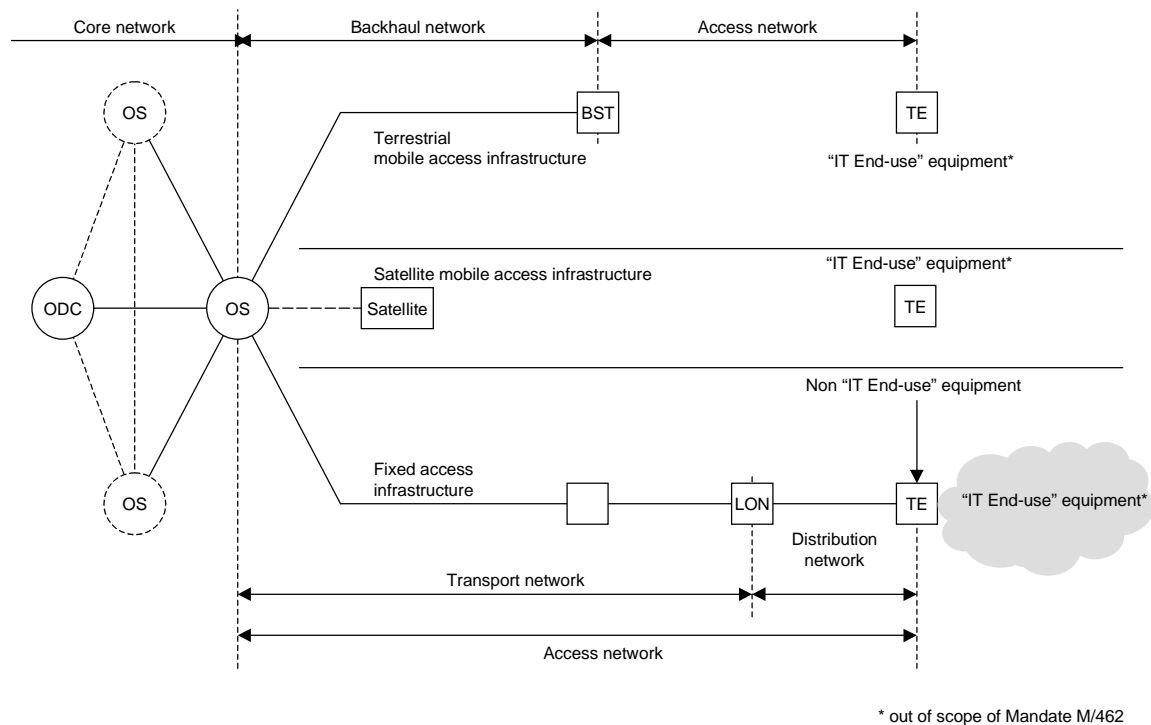 Core network
Backhaul network
Access network
OS
BST
TE
Terrestrial
mobile access infrastructure
“IT End-use” equipment*
“IT End-use” equipment*
Satellite mobile access infrastructure
ODC
OS
Satellite
TE
Non “IT End-use” equipment
Fixed access
infrastructure
OS
LON
TE
“IT End-use” equipment*
Distribution
network
Transport network
Access network
* out of scope of Mandate M/462